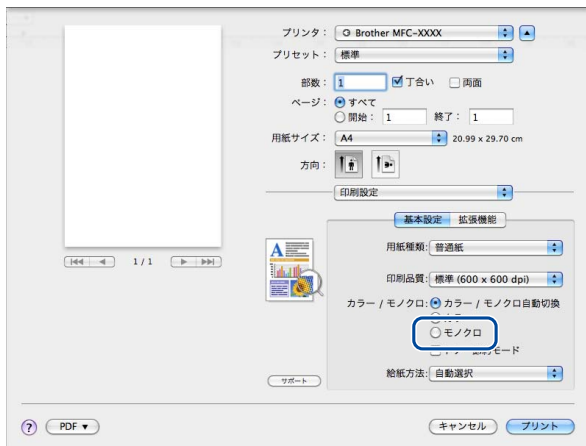 プリンタ： Brother MFC-XXXX
プリセット： 標準
部数： 1 丁合い 両面
ページ： すべて
開始： 1 終了： 1
用紙サイズ： A4 20.99 x 29.70 cm
方向：
印刷設定
基本設定 拡張機能
用紙種類： 普通紙
1 / 1
印刷品質： 標準 (600 x 600 dpi)
カラー / モノクロ： カラー / モノクロ自動切換
モノクロ
給紙方法： 自動選択
サポート
? PDF ▼ キャンセル プリント